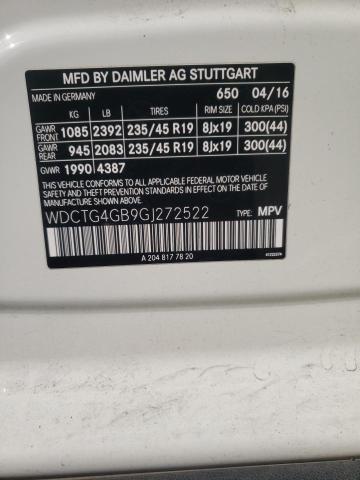 MFD BY DAIMLER AG STUTTGART
MADE IN GERMANY 650 04/16
KG LB TIRES RIM SIZE COLD KPA (PSI)
GAWR FRONT 1085 2392 235/45 R19 8Jx19 300(44)
GAWR REAR 945 2083 235/45 R19 8Jx19 300(44)
GVWR 1990 4387
THIS VEHICLE CONFORMS TO ALL APPLICABLE U.S. FEDERAL MOTOR
VEHICLE SAFETY AND THEFT PREVENTION STANDARDS IN EFFECT ON
THE DATE OF MANUFACTURE SHOWN ABOVE.
WDCTG4GB9GJ272522 TYPE: MPV
A 204 817 78 20